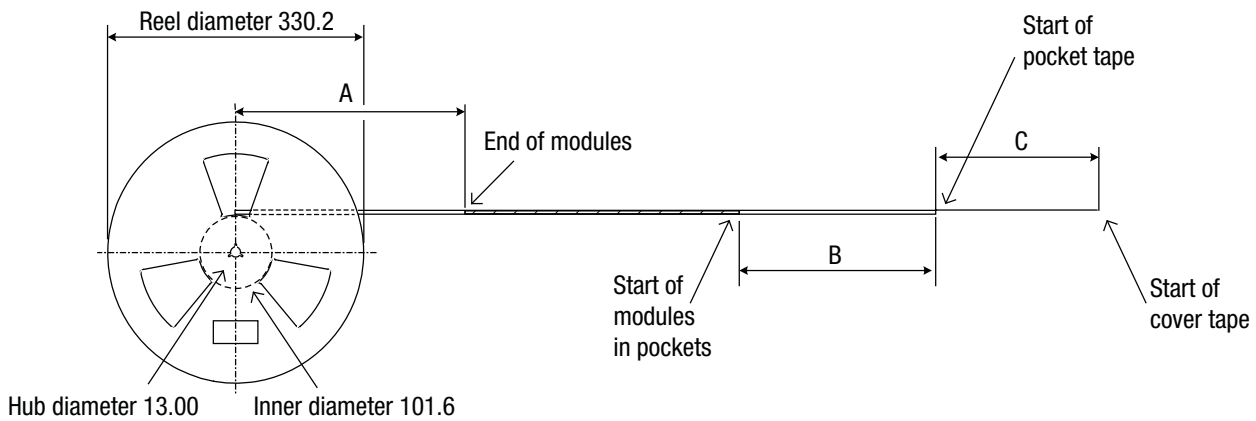 Reel diameter 330.2
Start of
pocket tape
A
End of modules
C
B
Start of
modules
in pockets
Start of
cover tape
Hub diameter 13.00
Inner diameter 101.6